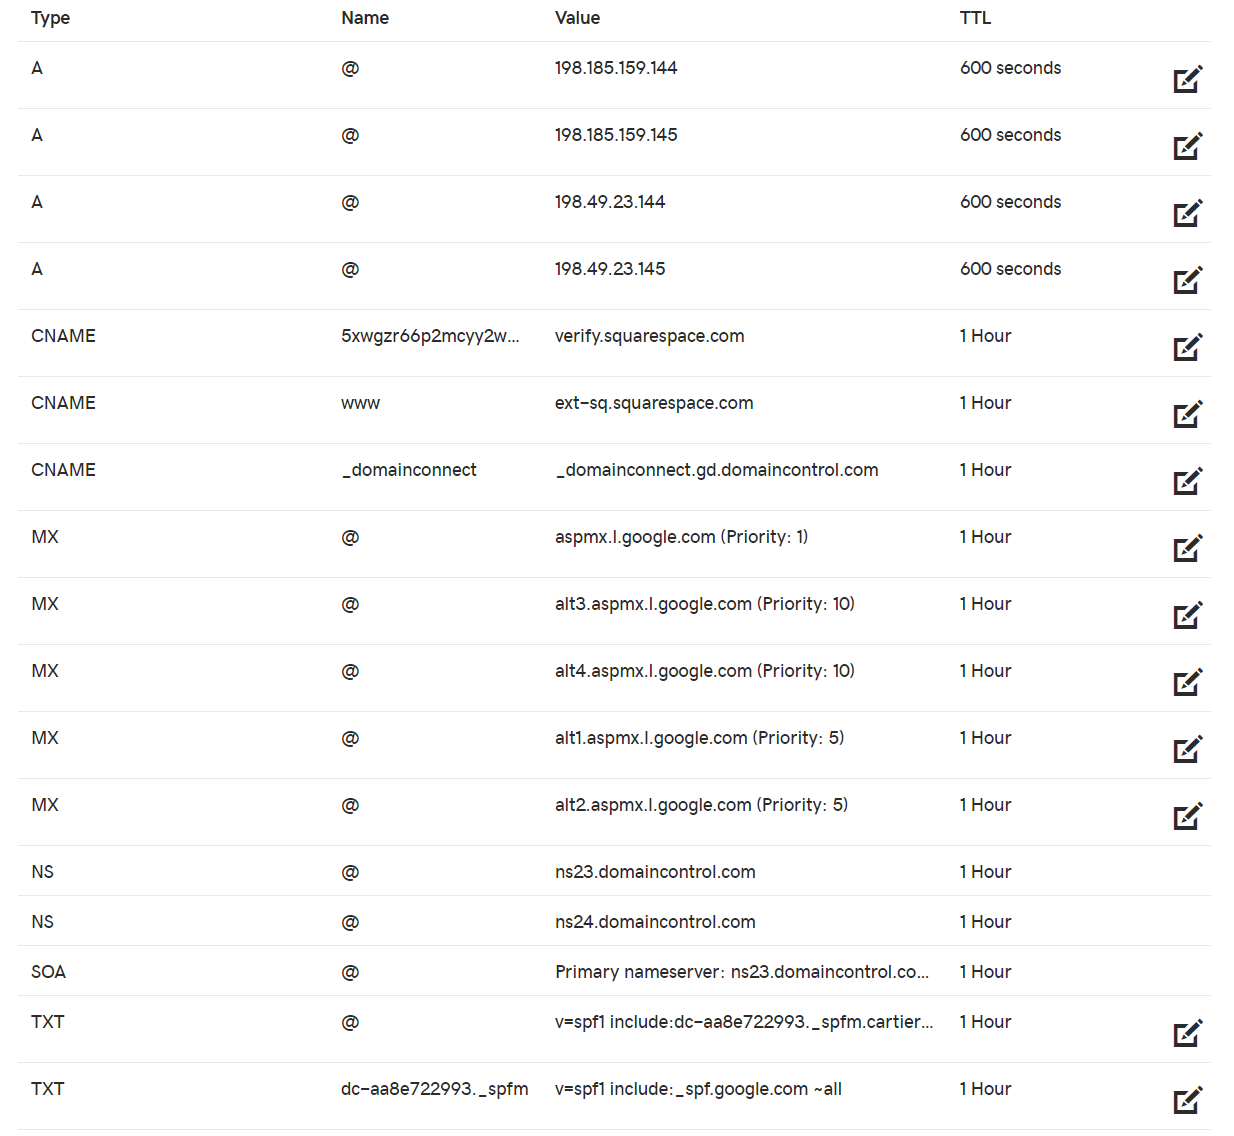 Type Name Value TTL
A @ 198.185.159.144 600 seconds
A @ 198.185.159.145 600 seconds
A @ 198.49.23.144 600 seconds
A @ 198.49.23.145 600 seconds
CNAME 5xwgzr66p2mcyy2w... verify.squarespace.com 1 Hour
CNAME www ext-sq.squarespace.com 1 Hour
CNAME _domainconnect _domainconnect.gd.domaincontrol.com 1 Hour
MX @ aspmx.l.google.com (Priority: 1) 1 Hour
MX @ alt3.aspmx.l.google.com (Priority: 10) 1 Hour
MX @ alt4.aspmx.l.google.com (Priority: 10) 1 Hour
MX @ alt1.aspmx.l.google.com (Priority: 5) 1 Hour
MX @ alt2.aspmx.l.google.com (Priority: 5) 1 Hour
NS @ ns23.domaincontrol.com 1 Hour
NS @ ns24.domaincontrol.com 1 Hour
SOA @ Primary nameserver: ns23.domaincontrol.co... 1 Hour
TXT @ v=spf1 include:dc-aa8e722993._spfm.cartier... 1 Hour
TXT dc-aa8e722993._spfm v=spf1 include:_spf.google.com ~all 1 Hour